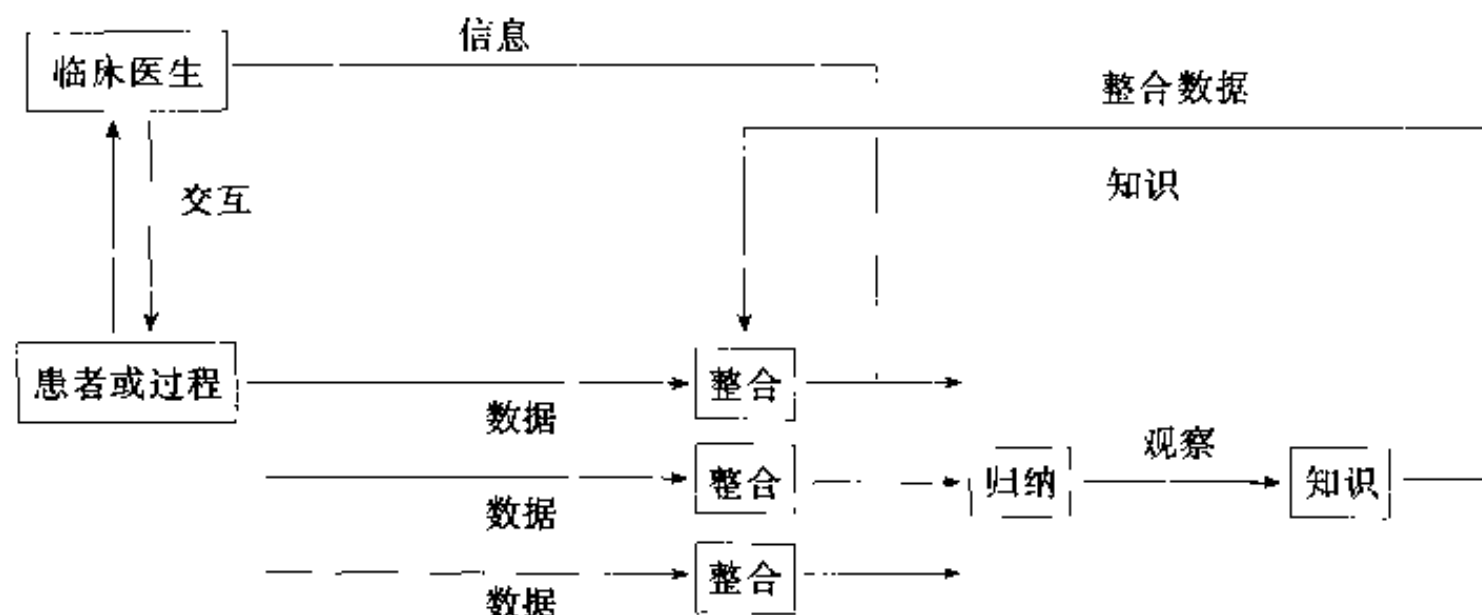 信息
临床医生
整合数据
知识
交互
患者或过程
整合
数据
观察
整合
归纳
知识
数据
整合
数据